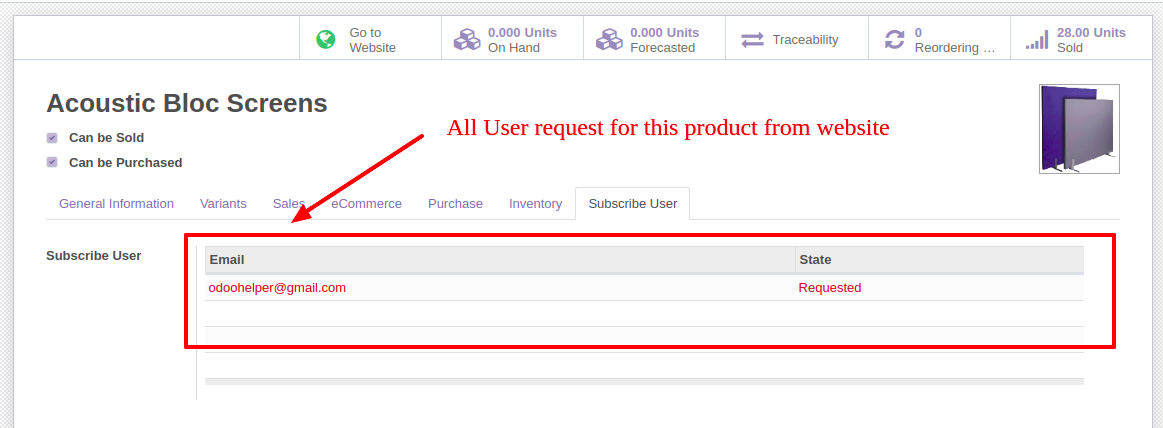 Go to
Website
0.000 Units
On Hand
0.000 Units
Forecasted
Traceability
0
Reordering ...
28.00 Units
Sold
Acoustic Bloc Screens
Can be Sold
Can be Purchased
All User request for this product from website
General Information Variants Sales eCommerce Purchase Inventory Subscribe User
Subscribe User
Email State
odoohelper@gmail.com Requested